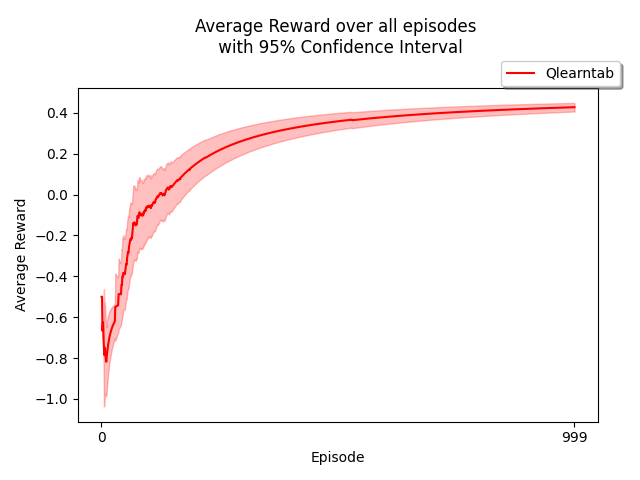 Average Reward over all episodes
with 95% Confidence Interval
Qlearntab
0.4
0.2
0.0
−0.2
−0.4
−0.6
−0.8
−1.0
Average Reward
0
999
Episode